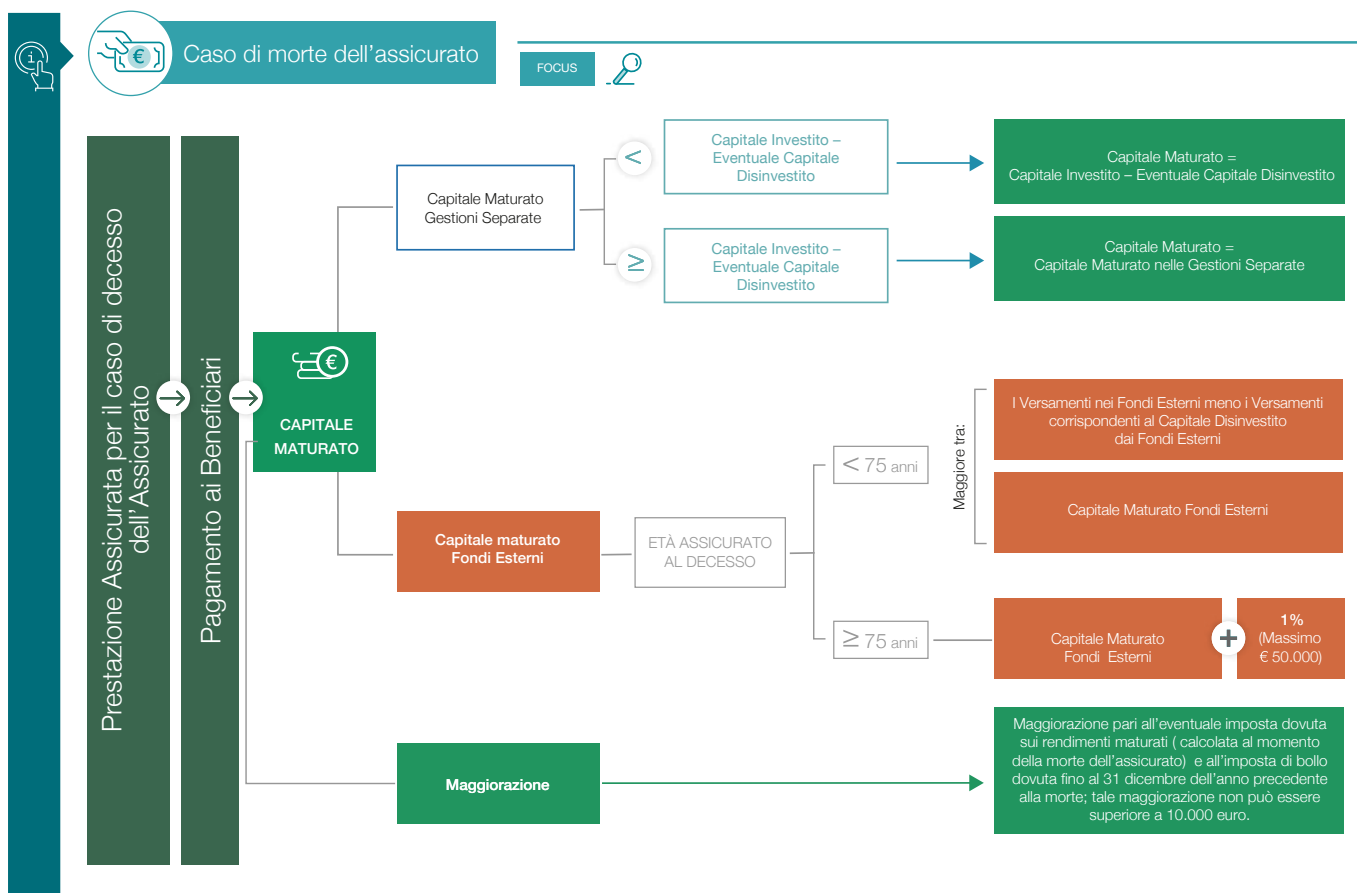 Caso di morte dell'assicurato
FOCUS
Prestazione Assicurata per il caso di decesso
dell'Assicurato
Pagamento ai Beneficiari
€
CAPITALE
MATURATO
Capitale Maturato
Gestioni Separate
<
Capitale Investito –
Eventuale Capitale
Disinvestito
Capitale Maturato =
Capitale Investito – Eventuale Capitale Disinvestito
≥
Capitale Investito –
Eventuale Capitale
Disinvestito
Capitale Maturato =
Capitale Maturato nelle Gestioni Separate
Capitale maturato
Fondi Esterni
ETÀ ASSICURATO
AL DECESSO
< 75 anni
Maggiore tra:
I Versamenti nei Fondi Esterni meno i Versamenti
corrispondenti al Capitale Disinvestito
dai Fondi Esterni
Capitale Maturato Fondi Esterni
≥ 75 anni
Capitale Maturato
Fondi Esterni
+
1%
(Massimo
€ 50.000)
Maggiorazione
Maggiorazione pari all'eventuale imposta dovuta
sui rendimenti maturati ( calcolata al momento
della morte dell'assicurato) e all'imposta di bollo
dovuta fino al 31 dicembre dell'anno precedente
alla morte; tale maggiorazione non può essere
superiore a 10.000 euro.